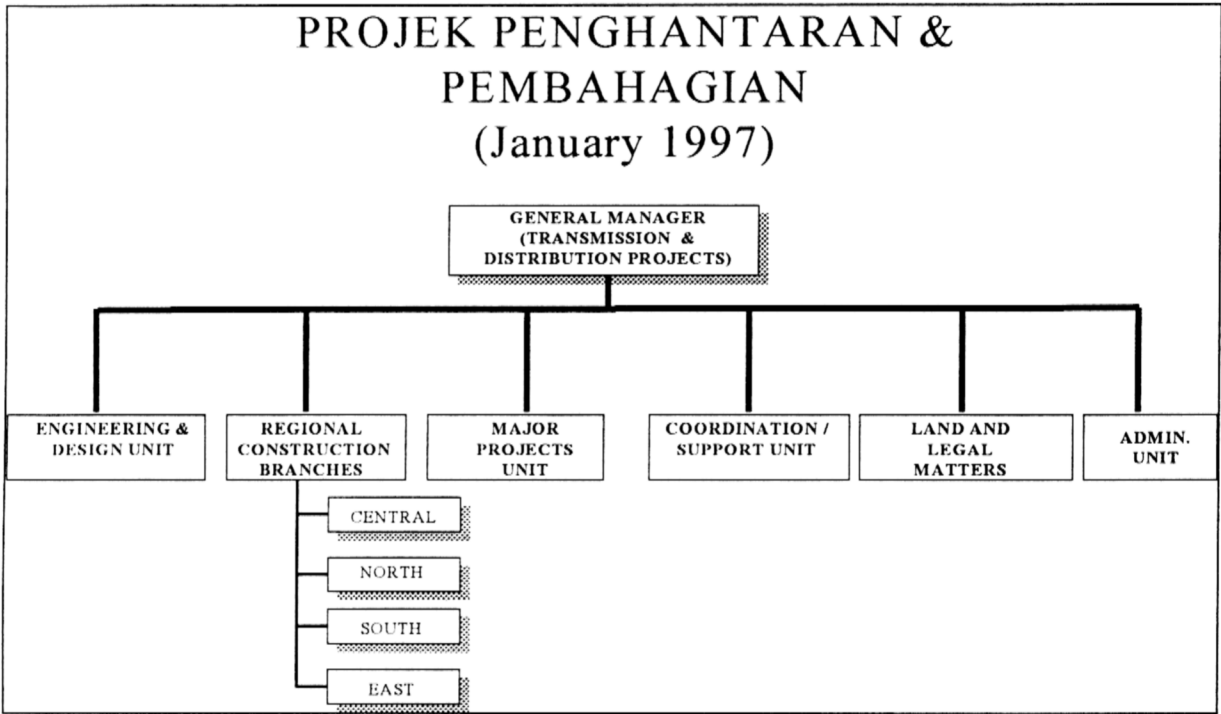 PROJEK PENGHANTARAN &
PEMBAHAGIAN
(January 1997)
GENERAL MANAGER
(TRANSMISSION &
DISTRIBUTION PROJECTS)
ENGINEERING &
DESIGN UNIT
REGIONAL
CONSTRUCTION
BRANCHES
MAJOR
PROJECTS
UNIT
COORDINATION /
SUPPORT UNIT
LAND AND
LEGAL
MATTERS
ADMIN.
UNIT
CENTRAL
NORTH
SOUTH
EAST